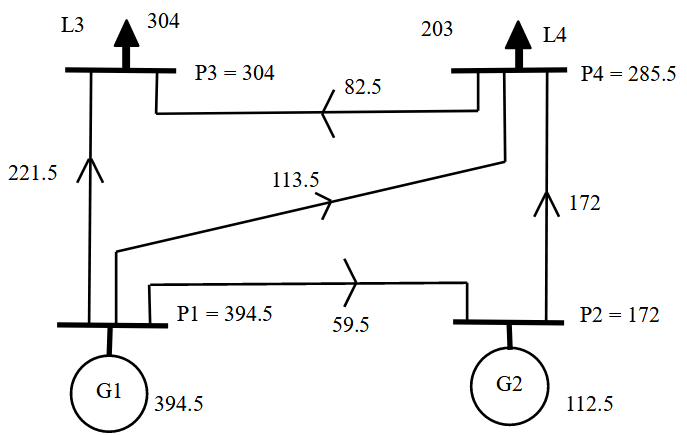 L3
304
203
L4
P3 = 304
P4 = 285.5
82.5
221.5
113.5
172
P1 = 394.5
59.5
P2 = 172
G1
394.5
G2
112.5